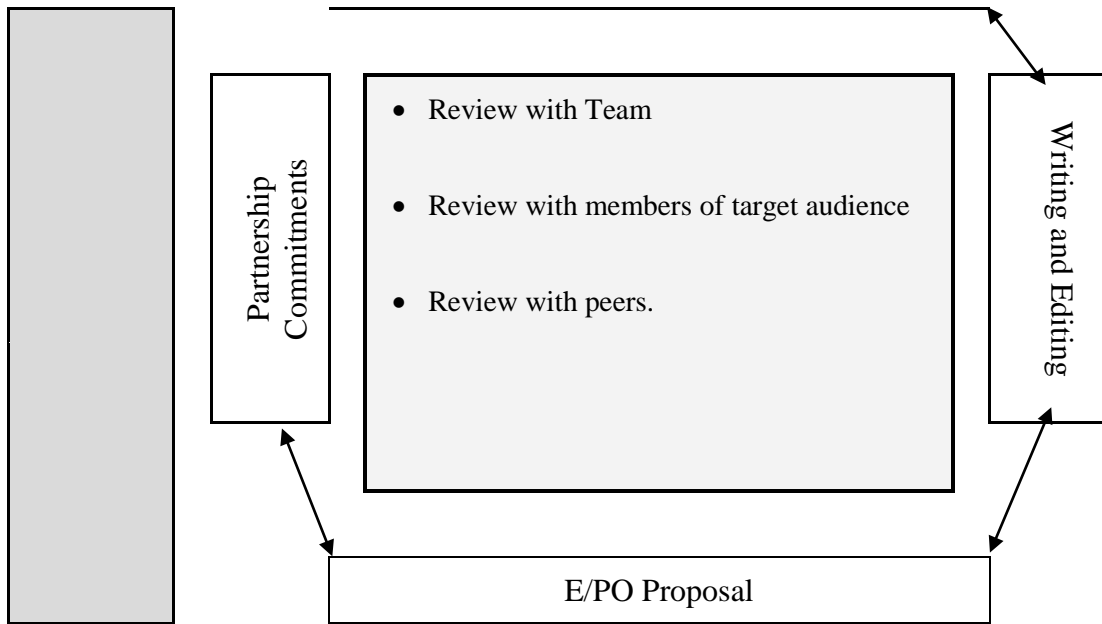 Partnership
Commitments
• Review with Team
• Review with members of target audience
• Review with peers.
Writing and Editing
E/PO Proposal